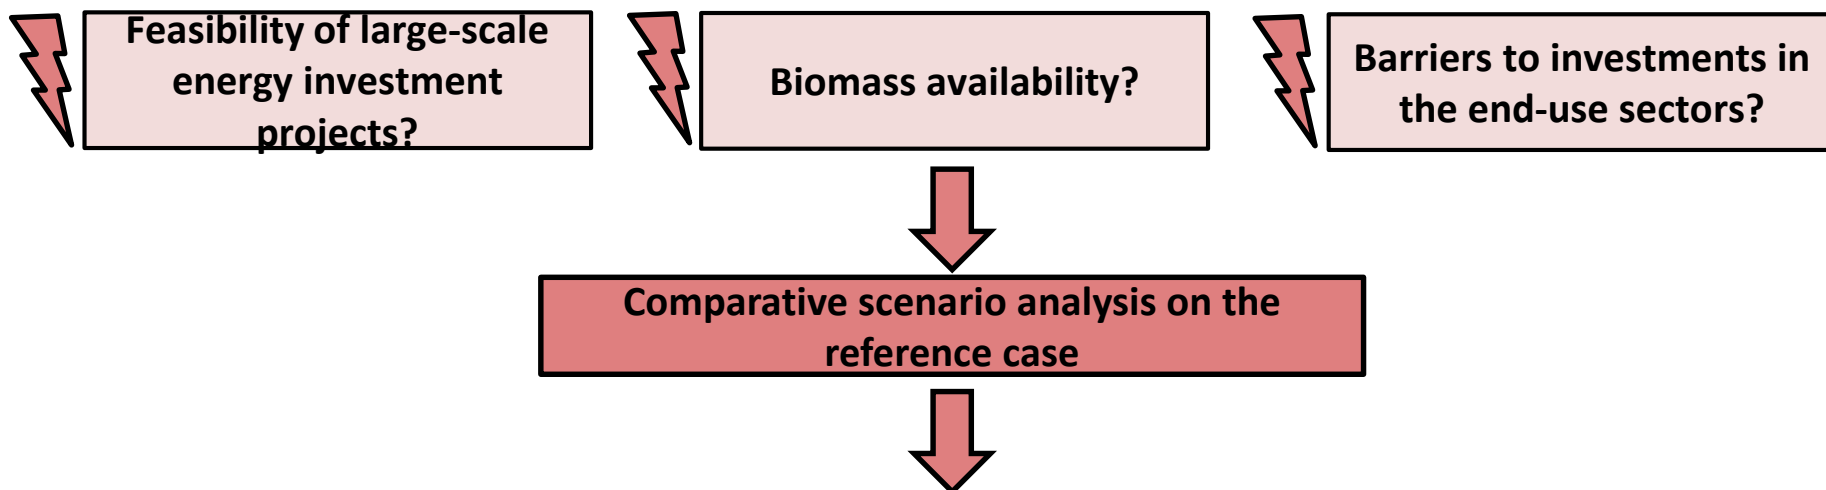 Feasibility of large-scale
energy investment
projects?
Biomass availability?
Barriers to investments in
the end-use sectors?
Comparative scenario analysis on the
reference case